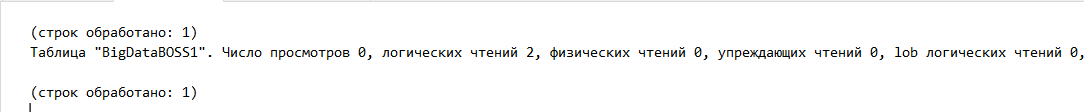 (строк обработано: 1)
Таблица "BigDataBOSS1". Число просмотров 0, логических чтений 2, физических чтений 0, упреждающих чтений 0, lob логических чтений 0,
(строк обработано: 1)